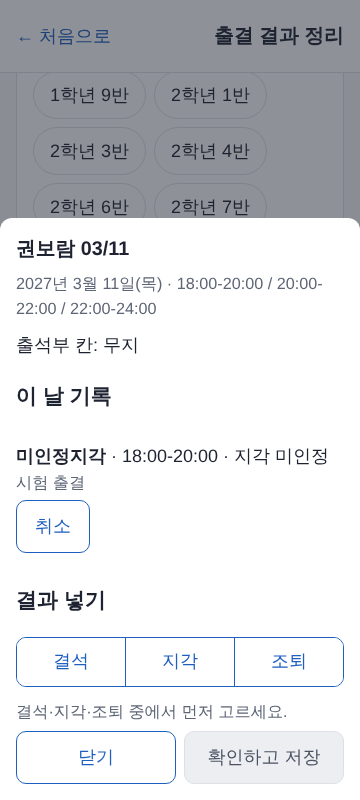 ← 처음으로
출결 결과 정리
1학년 9반
2학년 1반
2학년 3반
2학년 4반
2학년 6반
2학년 7반
권보람 03/11
2027년 3월 11일(목) · 18:00-20:00 / 20:00-
22:00 / 22:00-24:00
출석부 칸: 무지
이 날 기록
미인정지각 · 18:00-20:00 · 지각 미인정
시험 출결
취소
결과 넣기
결석
지각
조퇴
결석·지각·조퇴 중에서 먼저 고르세요.
닫기
확인하고 저장